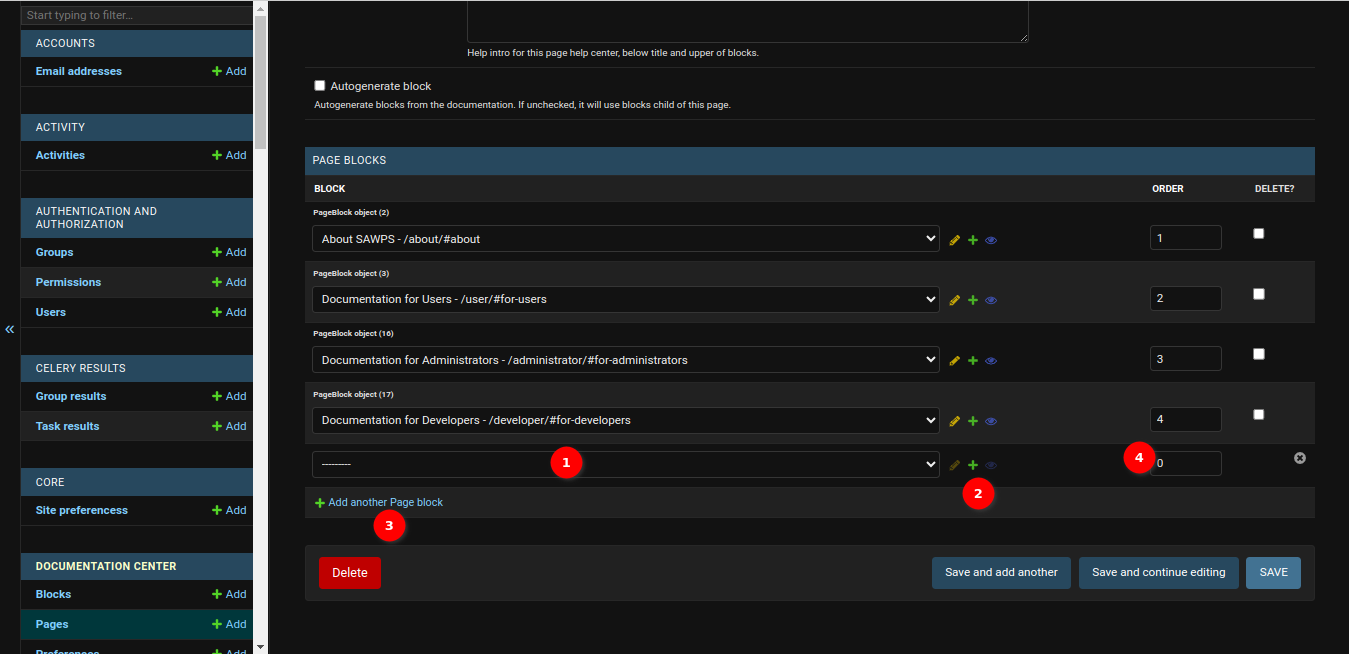 Start typing to filter...
ACCOUNTS
Email addresses
Add
ACTIVITY
Activities
Add
AUTHENTICATION AND
AUTHORIZATION
Groups
Add
Permissions
Add
Users
Add
«
CELERY RESULTS
Group results
Add
Task results
Add
CORE
Site preferencess
Add
DOCUMENTATION CENTER
Blocks
Add
Pages
Add
Preferences
Add
Help intro for this page help center, below title and upper of blocks.
Autogenerate block
Autogenerate blocks from the documentation. If unchecked, it will use blocks child of this page.
PAGE BLOCKS
BLOCK
ORDER
DELETE?
PageBlock object (2)
About SAWPS - /about/#about
1
PageBlock object (3)
Documentation for Users - /user/#for-users
2
PageBlock object (16)
Documentation for Administrators - /administrator/#for-administrators
3
PageBlock object (17)
Documentation for Developers - /developer/#for-developers
4
---------
1
2
4
0
Add another Page block
3
Delete
Save and add another
Save and continue editing
SAVE